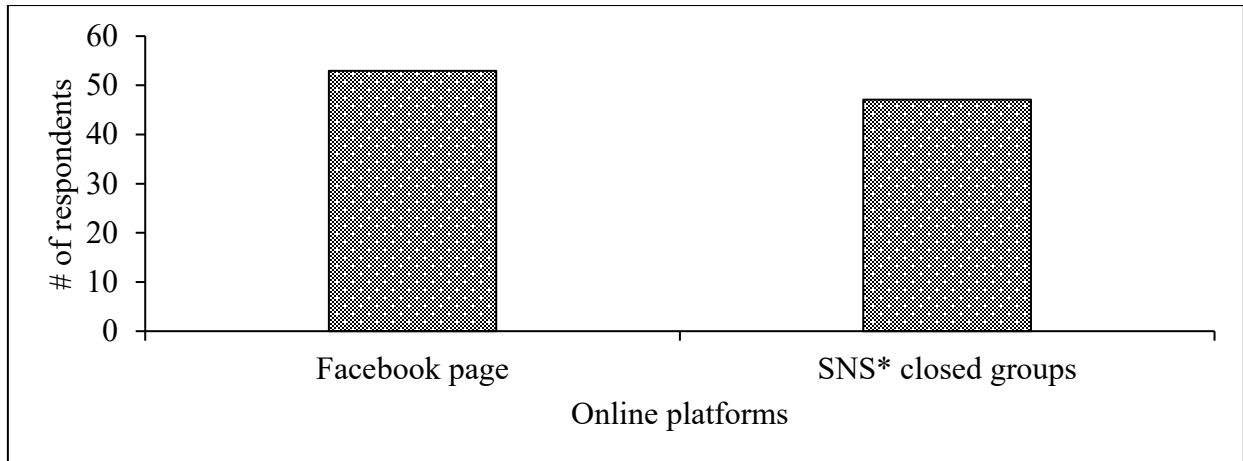 60
50
40
30
20
10
0
# of respondents
Facebook page
SNS* closed groups
Online platforms